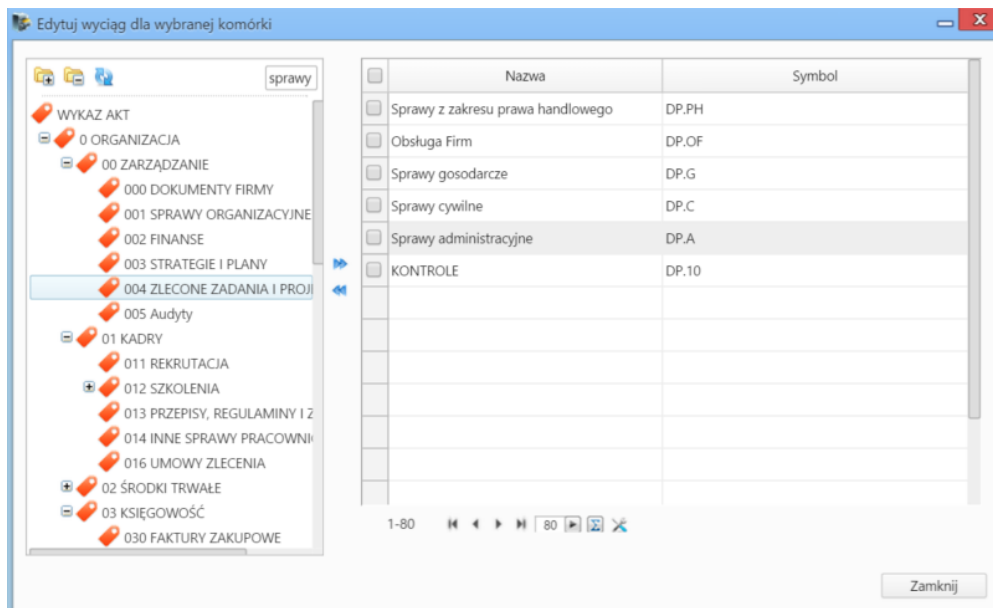 Edytuj wyciąg dla wybranej komórki
sprawy
WYKAZ AKT
0 ORGANIZACJA
00 ZARZĄDZANIE
000 DOKUMENTY FIRMY
001 SPRAWY ORGANIZACYJNE
002 FINANSE
003 STRATEGIE I PLANY
004 ZLECONE ZADANIA I PROJ
005 Audyty
01 KADRY
011 REKRUTACJA
012 SZKOLENIA
013 PRZEPISY, REGULAMINY I Z
014 INNE SPRAWY PRACOWNI
016 UMOWY ZLECENIA
02 ŚRODKI TRWAŁE
03 KSIĘGOWOŚĆ
030 FAKTURY ZAKUPOWE
Nazwa Symbol
Sprawy z zakresu prawa handlowego DP.PH
Obsługa Firm DP.OF
Sprawy gosodarcze DP.G
Sprawy cywilne DP.C
Sprawy administracyjne DP.A
KONTROLE DP.10
1-80 80
Zamknij